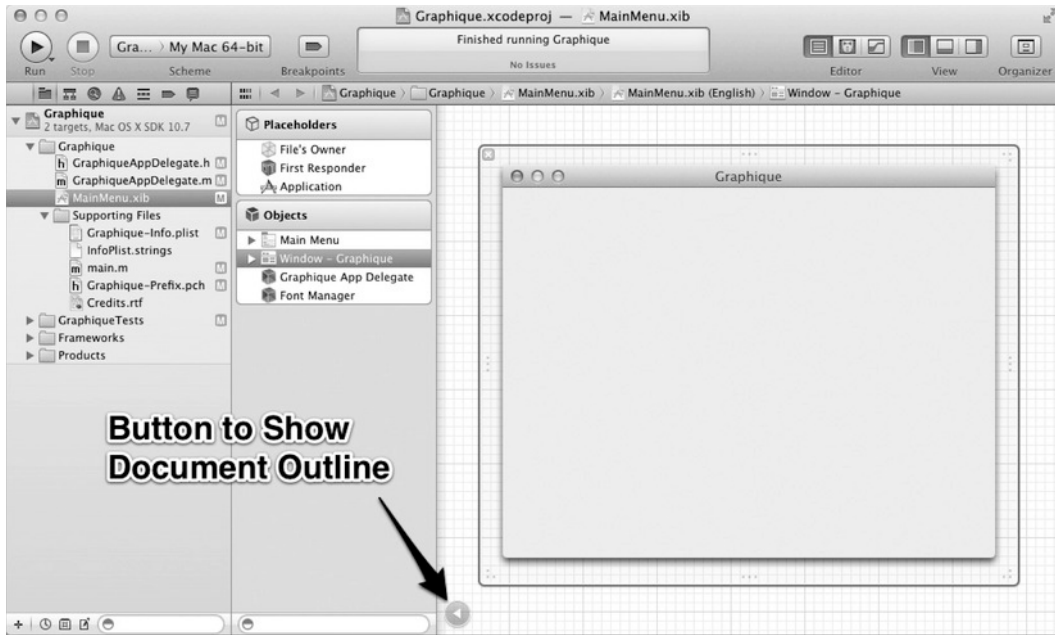 Graphique.xcodeproj — MainMenu.xib
Gra... 〉 My Mac 64-bit
Finished running Graphique
No Issues
Run Stop Scheme Breakpoints Editor View Organizer
Graphique 〉 Graphique 〉 MainMenu.xib 〉 MainMenu.xib (English) 〉 Window – Graphique
Graphique
2 targets, Mac OS X SDK 10.7
Graphique
h GraphiqueAppDelegate.h M
m GraphiqueAppDelegate.m M
MainMenu.xib M
Supporting Files
Graphique-Info.plist M
InfoPlist.strings
m main.m M
h Graphique-Prefix.pch M
Credits.rtf
GraphiqueTests M
Frameworks
Products
Placeholders
File's Owner
First Responder
Application
Objects
Main Menu
Window – Graphique
Graphique App Delegate
Font Manager
Graphique
Button to Show
Document Outline